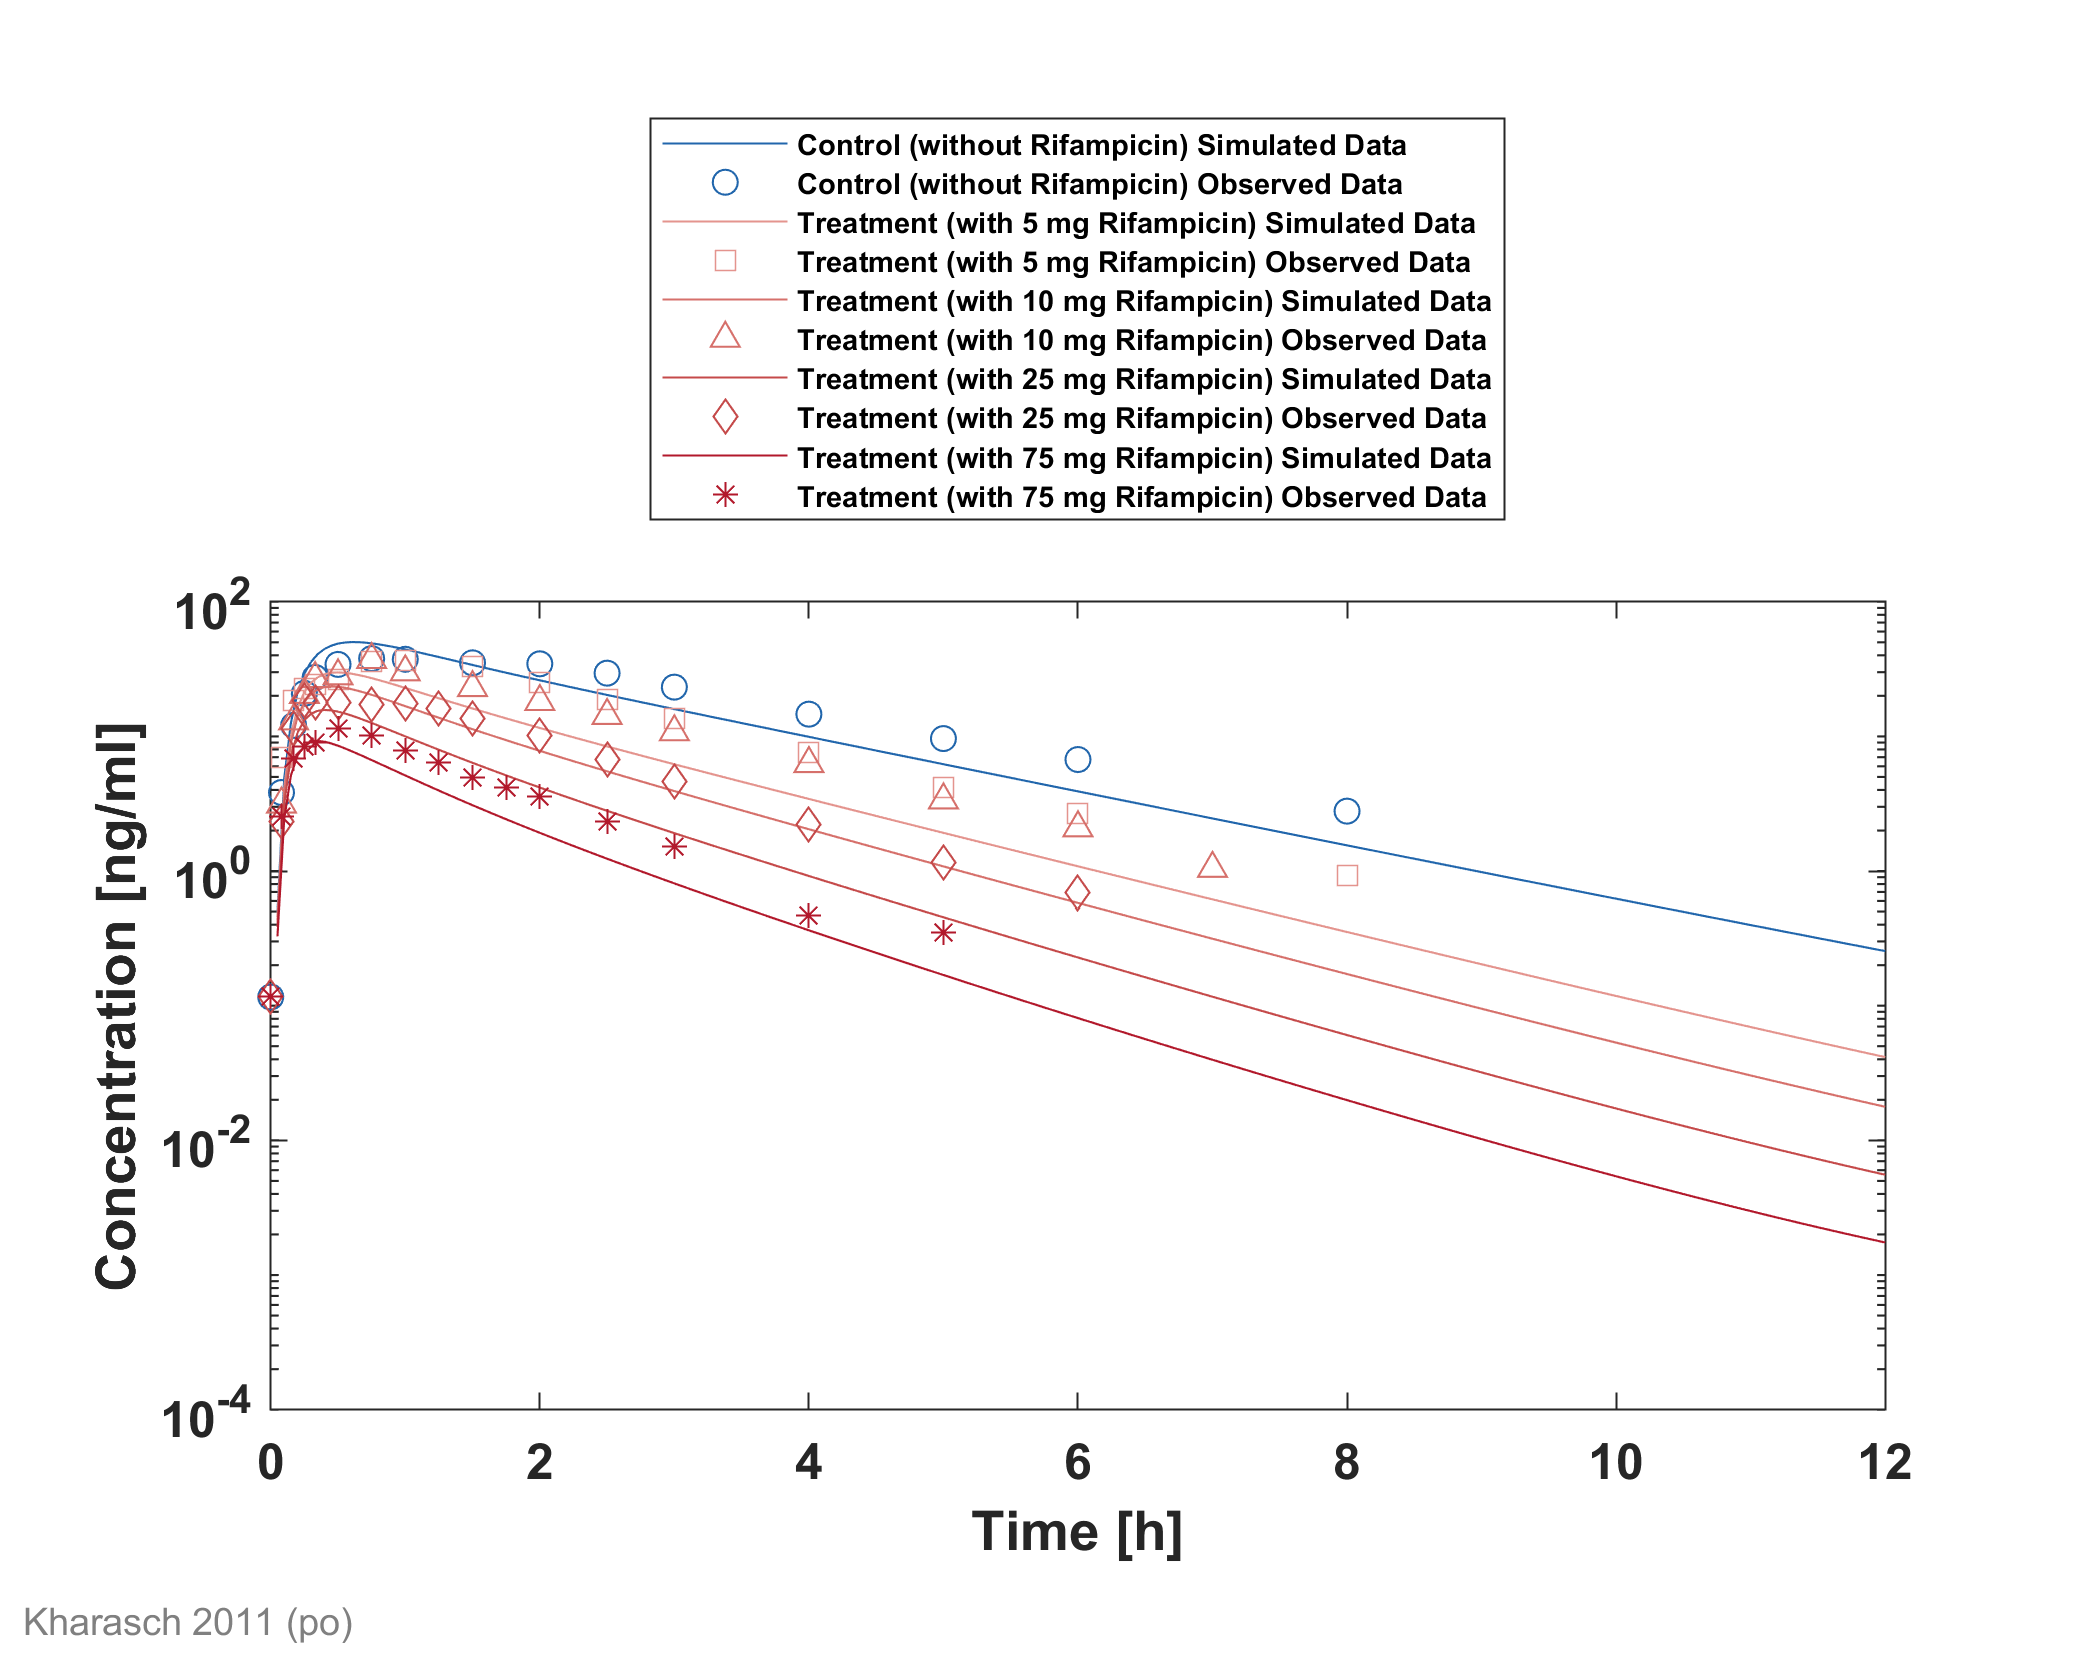 Control (without Rifampicin) Simulated Data
Control (without Rifampicin) Observed Data
Treatment (with 5 mg Rifampicin) Simulated Data
Treatment (with 5 mg Rifampicin) Observed Data
Treatment (with 10 mg Rifampicin) Simulated Data
Treatment (with 10 mg Rifampicin) Observed Data
Treatment (with 25 mg Rifampicin) Simulated Data
Treatment (with 25 mg Rifampicin) Observed Data
Treatment (with 75 mg Rifampicin) Simulated Data
Treatment (with 75 mg Rifampicin) Observed Data
Concentration [ng/ml]
10^2
10^0
10^-2
10^-4
0 2 4 6 8 10 12
Time [h]
Kharasch 2011 (po)